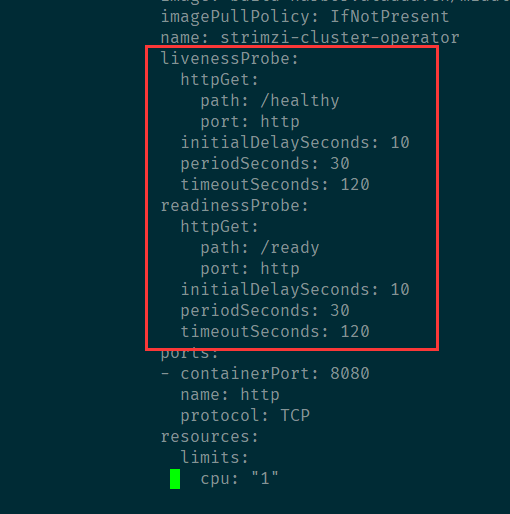 imagePullPolicy: IfNotPresent
name: strimzi-cluster-operator
livenessProbe:
  httpGet:
    path: /healthy
    port: http
  initialDelaySeconds: 10
  periodSeconds: 30
  timeoutSeconds: 120
readinessProbe:
  httpGet:
    path: /ready
    port: http
  initialDelaySeconds: 10
  periodSeconds: 30
  timeoutSeconds: 120
ports:
- containerPort: 8080
  name: http
  protocol: TCP
resources:
  limits:
    cpu: "1"